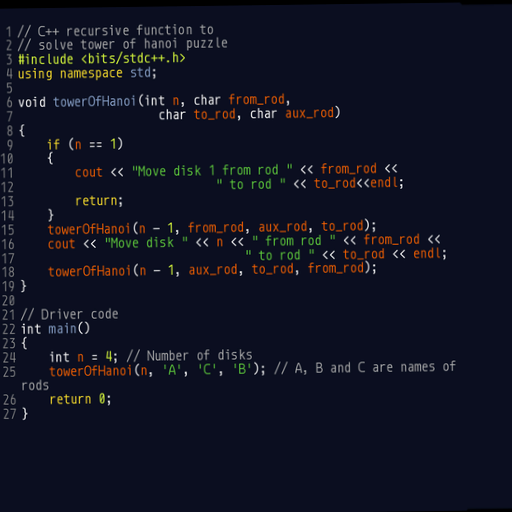 1 // C++ recursive function to
2 // solve tower of hanoi puzzle
3 #include <bits/stdc++.h>
4 using namespace std;
5
6 void towerOfHanoi(int n, char from_rod,
7                     char to_rod, char aux_rod)
8 {
9     if (n == 1)
10     {
11         cout << "Move disk 1 from rod " << from_rod <<
12                             " to rod " << to_rod<<endl;
13         return;
14     }
15     towerOfHanoi(n - 1, from_rod, aux_rod, to_rod);
16     cout << "Move disk " << n << " from rod " << from_rod <<
17                                 " to rod " << to_rod << endl;
18     towerOfHanoi(n - 1, aux_rod, to_rod, from_rod);
19 }
20
21 // Driver code
22 int main()
23 {
24     int n = 4; // Number of disks
25     towerOfHanoi(n, 'A', 'C', 'B'); // A, B and C are names of
rods
26     return 0;
27 }